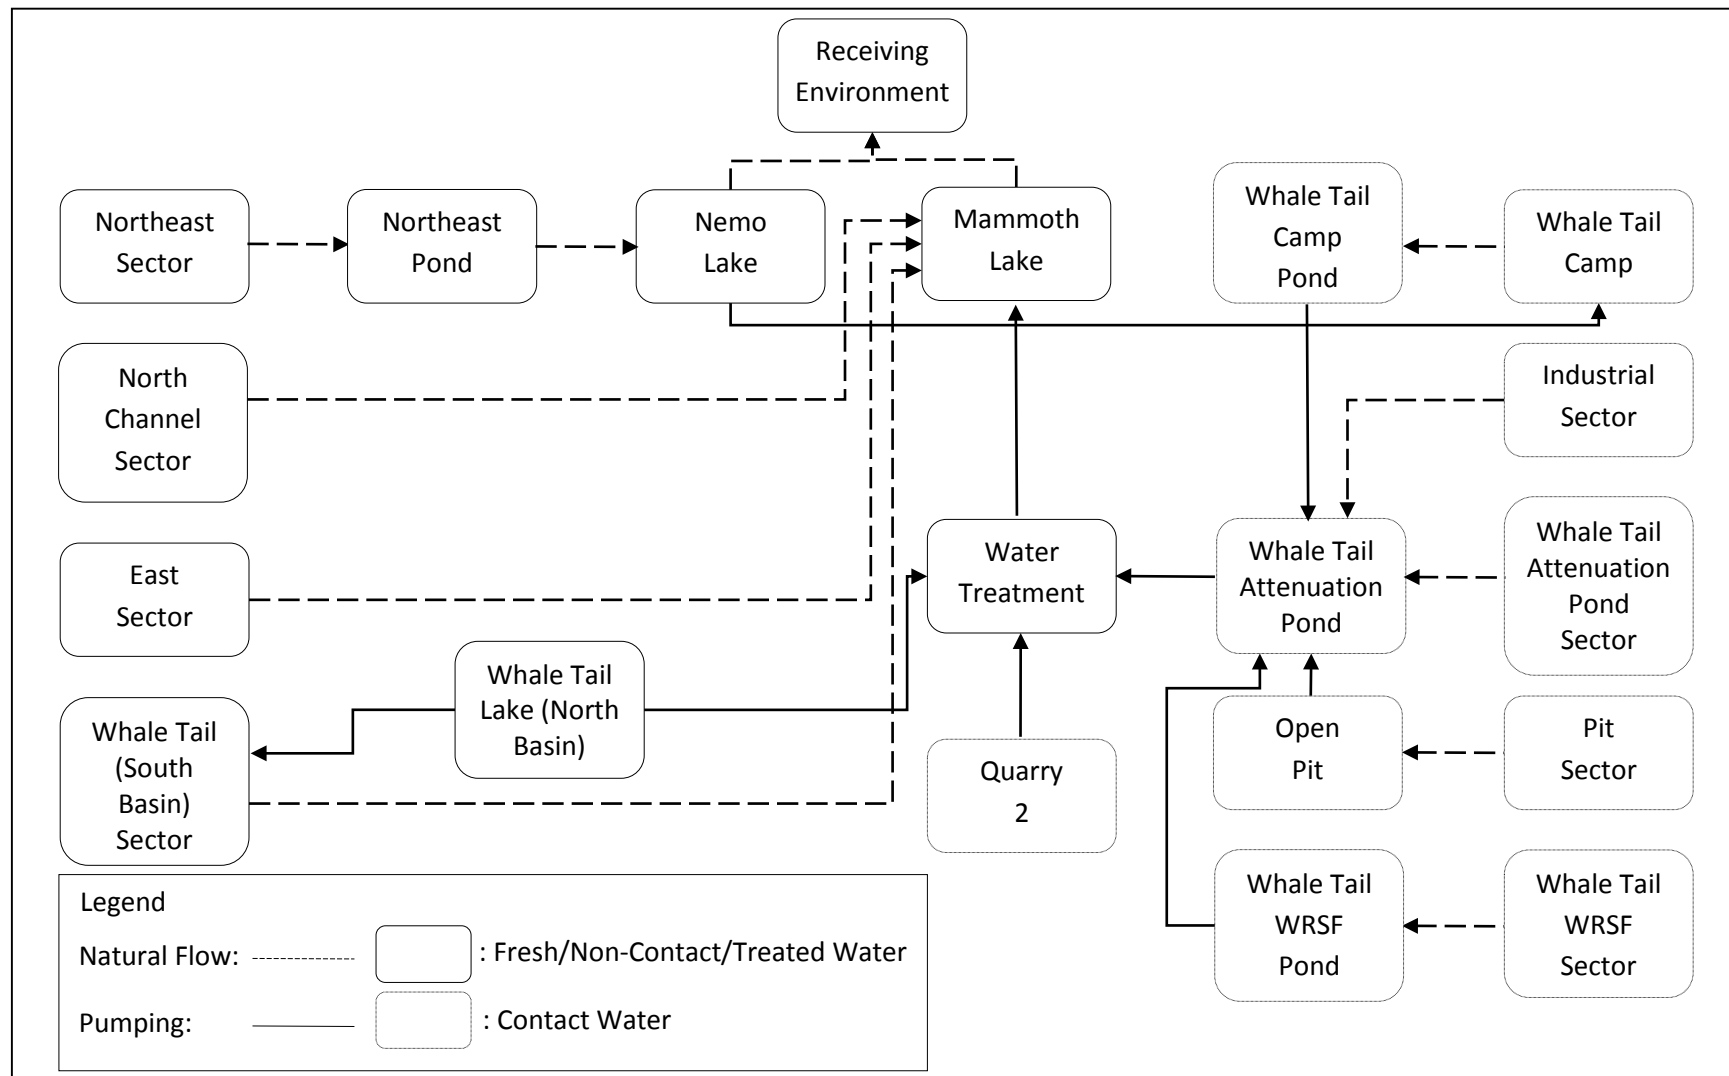 Receiving
Environment
Northeast
Sector
Northeast
Pond
Nemo
Lake
Mammoth
Lake
Whale Tail
Camp
Pond
Whale Tail
Camp
North
Channel
Sector
Industrial
Sector
East
Sector
Water
Treatment
Whale Tail
Attenuation
Pond
Whale Tail
Attenuation
Pond
Sector
Whale Tail
Lake (North
Basin)
Whale Tail
(South
Basin)
Sector
Quarry
2
Open
Pit
Pit
Sector
Whale Tail
WRSF
Pond
Whale Tail
WRSF
Sector
Legend
Natural Flow: : Fresh/Non-Contact/Treated Water
Pumping: : Contact Water